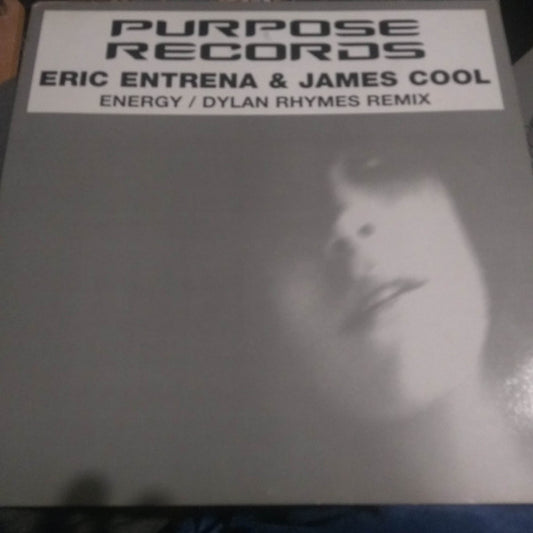 PURPOSE
RECORDS
ERIC ENTRENA & JAMES COOL
ENERGY / DYLAN RHYMES REMIX